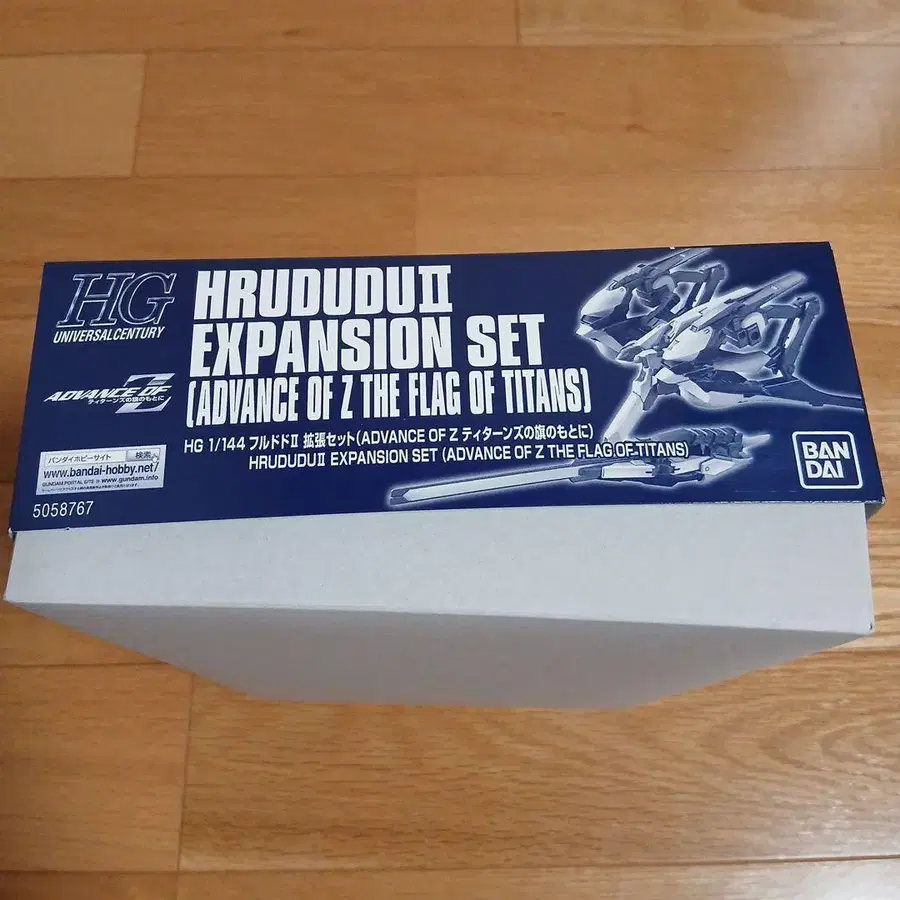 HG
UNIVERSAL CENTURY
ADVANCE OF Z
ティターンズの旗のもとに
HRUDUDUⅡ
EXPANSION SET
(ADVANCE OF Z THE FLAG OF TITANS)
HG 1/144 フルドドⅡ 拡張セット(ADVANCE OF Z ティターンズの旗のもとに)
HRUDUDUⅡ EXPANSION SET (ADVANCE OF Z THE FLAG OF TITANS)
バンダイホビーサイト 検索
www.bandai-hobby.net/
GUNDAM PORTAL SITE www.gundam.info
5058767
BAN
DAI